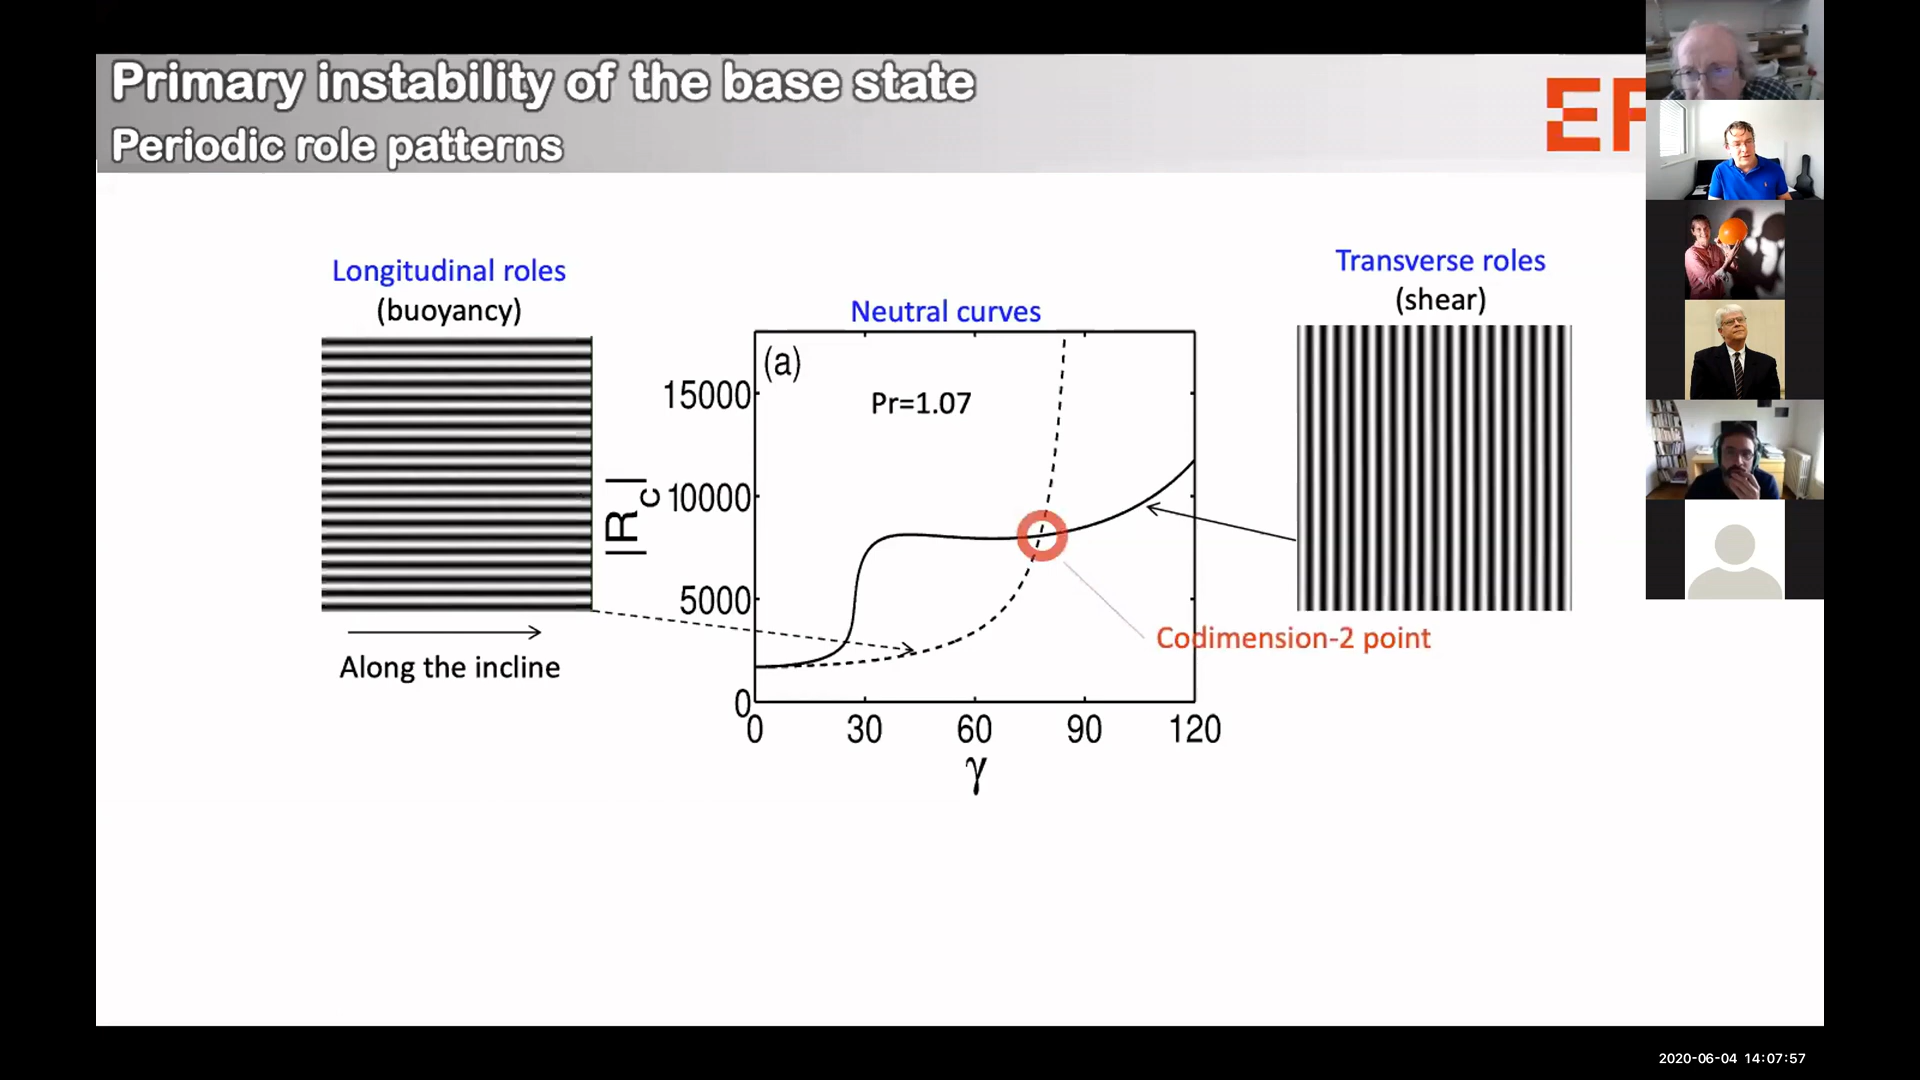 Primary instability of the base state
Periodic role patterns
Longitudinal roles
(buoyancy)
Along the incline
Neutral curves
(a)
Pr=1.07
|R_c|
15000
10000
5000
0
0 30 60 90 120
γ
Transverse roles
(shear)
Codimension-2 point
2020-06-04 14:07:57